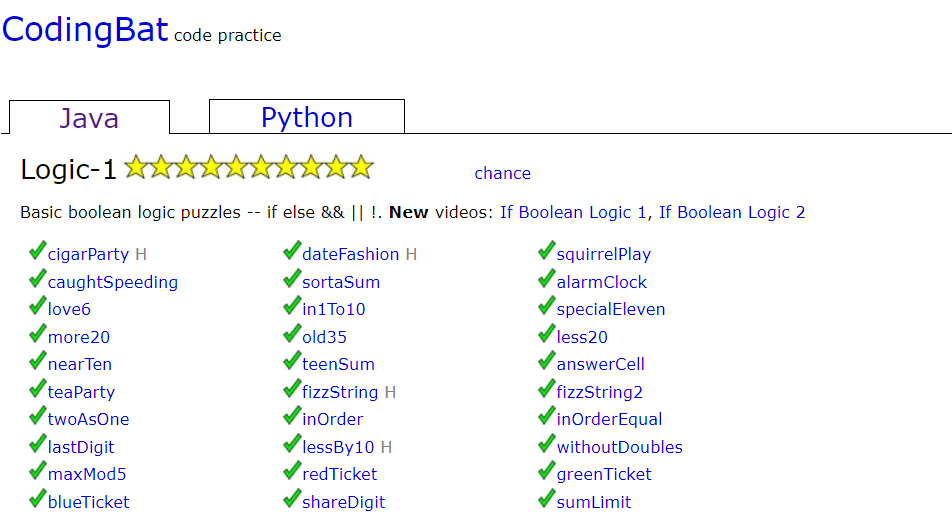 CodingBat code practice
Java Python
Logic-1 chance
Basic boolean logic puzzles -- if else && || !. New videos: If Boolean Logic 1, If Boolean Logic 2
cigarParty H dateFashion H squirrelPlay
caughtSpeeding sortaSum alarmClock
love6 in1To10 specialEleven
more20 old35 less20
nearTen teenSum answerCell
teaParty fizzString H fizzString2
twoAsOne inOrder inOrderEqual
lastDigit lessBy10 H withoutDoubles
maxMod5 redTicket greenTicket
blueTicket shareDigit sumLimit